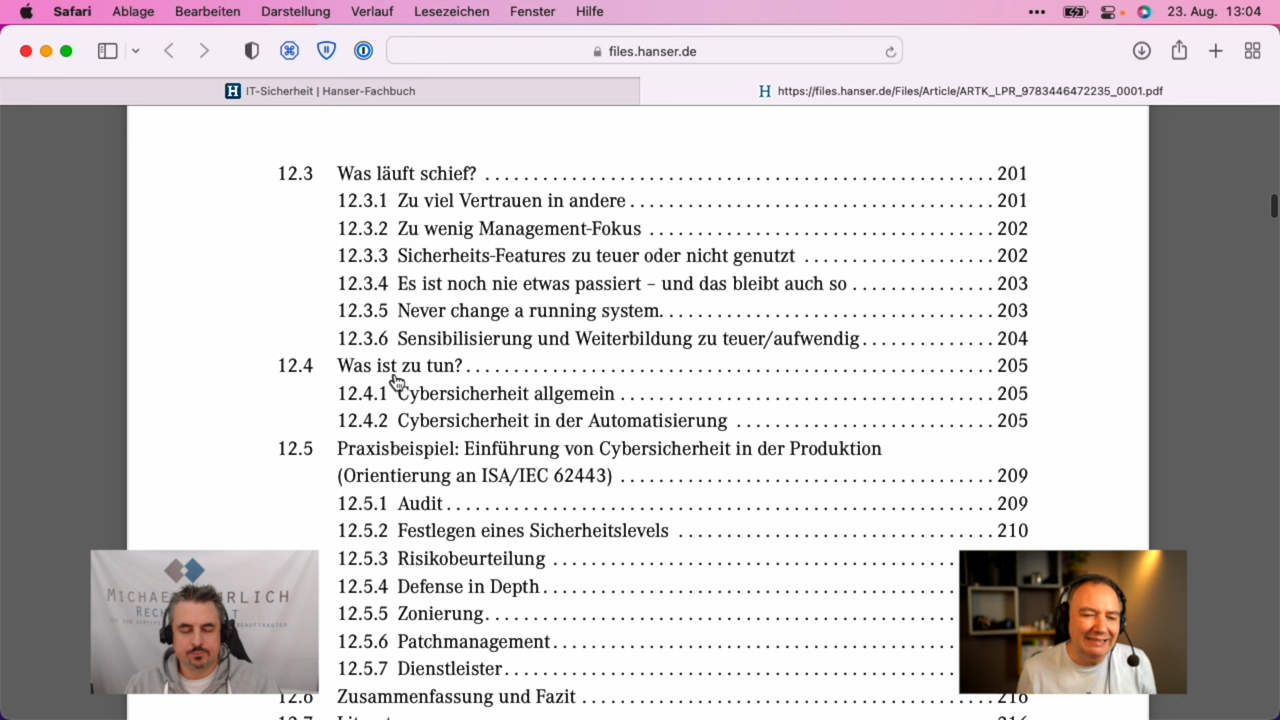 Safari Ablage Bearbeiten Darstellung Verlauf Lesezeichen Fenster Hilfe 23. Aug. 13:04
files.hanser.de
H IT-Sicherheit | Hanser-Fachbuch
H https://files.hanser.de/Files/Article/ARTK_LPR_9783446472235_0001.pdf
12.3 Was läuft schief? 201
12.3.1 Zu viel Vertrauen in andere 201
12.3.2 Zu wenig Management-Fokus 202
12.3.3 Sicherheits-Features zu teuer oder nicht genutzt 202
12.3.4 Es ist noch nie etwas passiert – und das bleibt auch so 203
12.3.5 Never change a running system. 203
12.3.6 Sensibilisierung und Weiterbildung zu teuer/aufwendig 204
12.4 Was ist zu tun? 205
12.4.1 Cybersicherheit allgemein 205
12.4.2 Cybersicherheit in der Automatisierung 205
12.5 Praxisbeispiel: Einführung von Cybersicherheit in der Produktion
(Orientierung an ISA/IEC 62443) 209
12.5.1 Audit 209
12.5.2 Festlegen eines Sicherheitslevels 210
12.5.3 Risikobeurteilung
12.5.4 Defense in Depth
12.5.5 Zonierung
12.5.6 Patchmanagement
12.5.7 Dienstleister
12.6 Zusammenfassung und Fazit 216